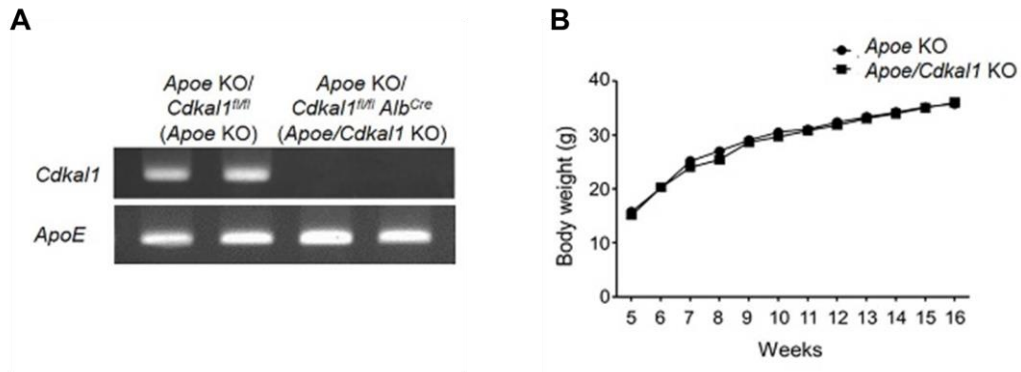 A
Apoe KO/
Cdkal1fl/fl
(Apoe KO)
Apoe KO/
Cdkal1fl/fl AlbCre
(Apoe/Cdkal1 KO)
Cdkal1
ApoE
B
Apoe KO
Apoe/Cdkal1 KO
Body weight (g)
40
30
20
10
0
5 6 7 8 9 10 11 12 13 14 15 16
Weeks